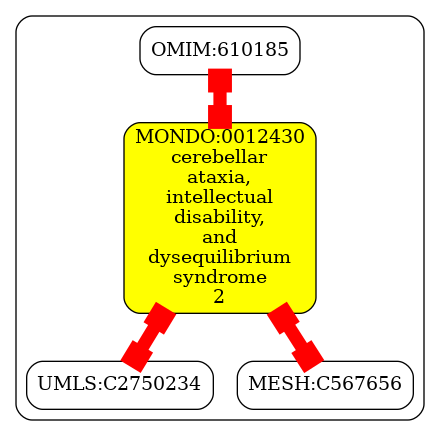 OMIM:610185
MONDO:0012430
cerebellar
ataxia,
intellectual
disability,
and
dysequilibrium
syndrome
2
UMLS:C2750234
MESH:C567656